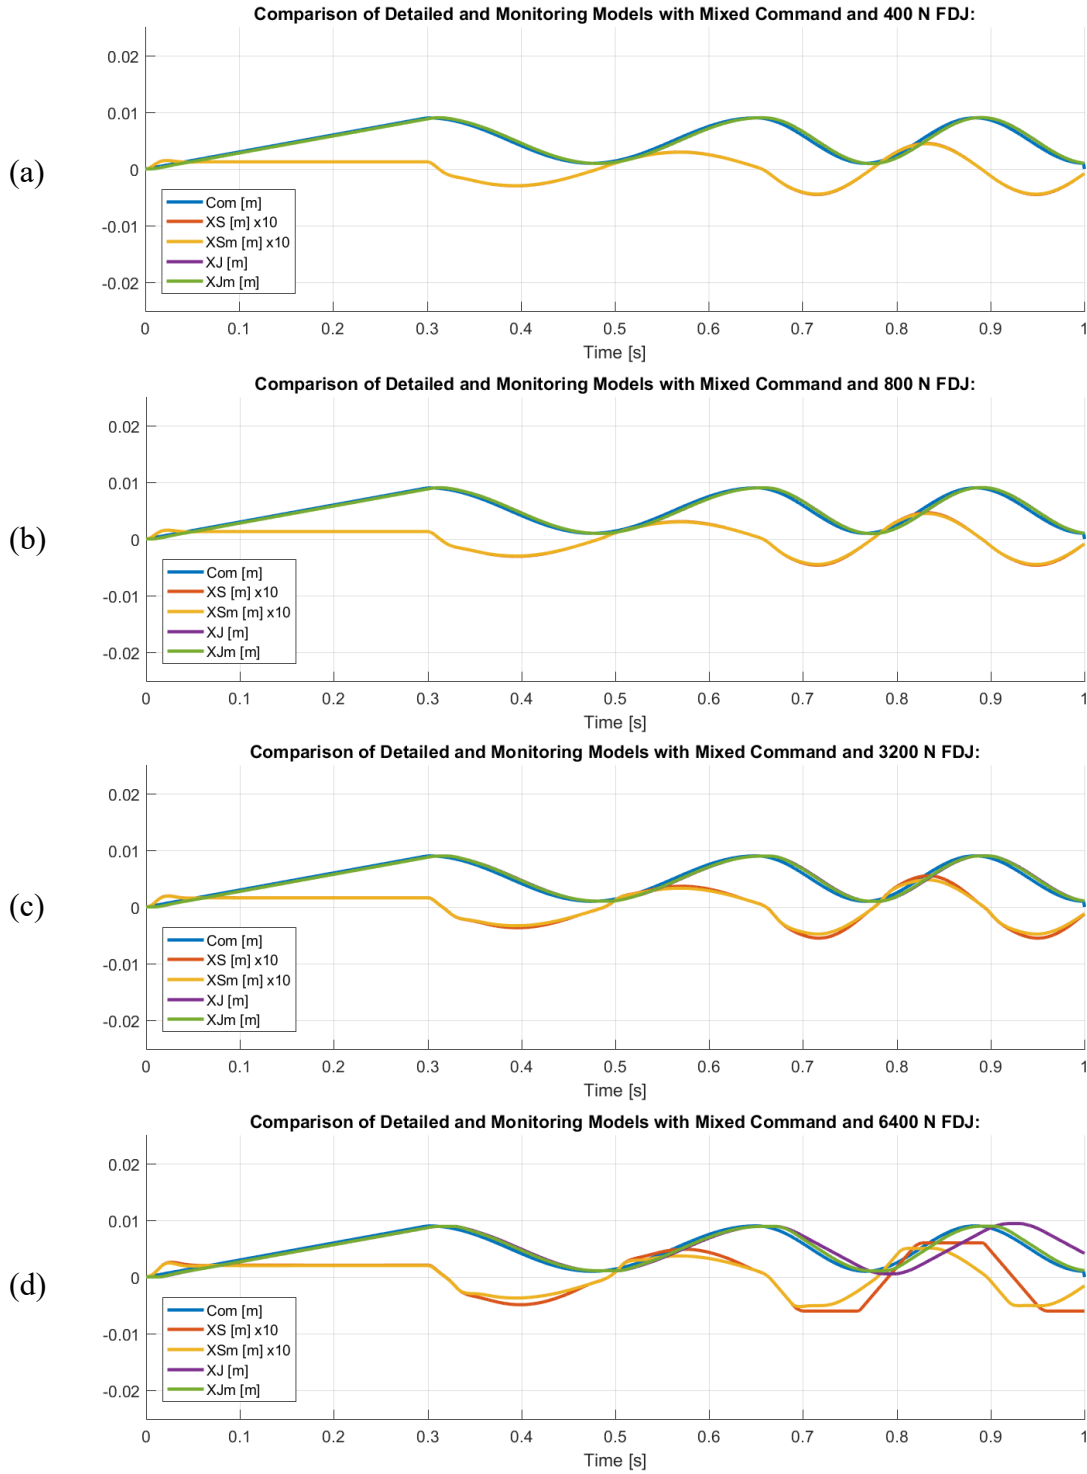 Comparison of Detailed and Monitoring Models with Mixed Command and 400 N FDJ:
(a)
0.02
0.01
0
-0.01
-0.02
Com [m]
XS [m] x10
XSm [m] x10
XJ [m]
XJm [m]
0 0.1 0.2 0.3 0.4 0.5 0.6 0.7 0.8 0.9 1
Time [s]
Comparison of Detailed and Monitoring Models with Mixed Command and 800 N FDJ:
(b)
0.02
0.01
0
-0.01
-0.02
Com [m]
XS [m] x10
XSm [m] x10
XJ [m]
XJm [m]
0 0.1 0.2 0.3 0.4 0.5 0.6 0.7 0.8 0.9 1
Time [s]
Comparison of Detailed and Monitoring Models with Mixed Command and 3200 N FDJ:
(c)
0.02
0.01
0
-0.01
-0.02
Com [m]
XS [m] x10
XSm [m] x10
XJ [m]
XJm [m]
0 0.1 0.2 0.3 0.4 0.5 0.6 0.7 0.8 0.9 1
Time [s]
Comparison of Detailed and Monitoring Models with Mixed Command and 6400 N FDJ:
(d)
0.02
0.01
0
-0.01
-0.02
Com [m]
XS [m] x10
XSm [m] x10
XJ [m]
XJm [m]
0 0.1 0.2 0.3 0.4 0.5 0.6 0.7 0.8 0.9 1
Time [s]